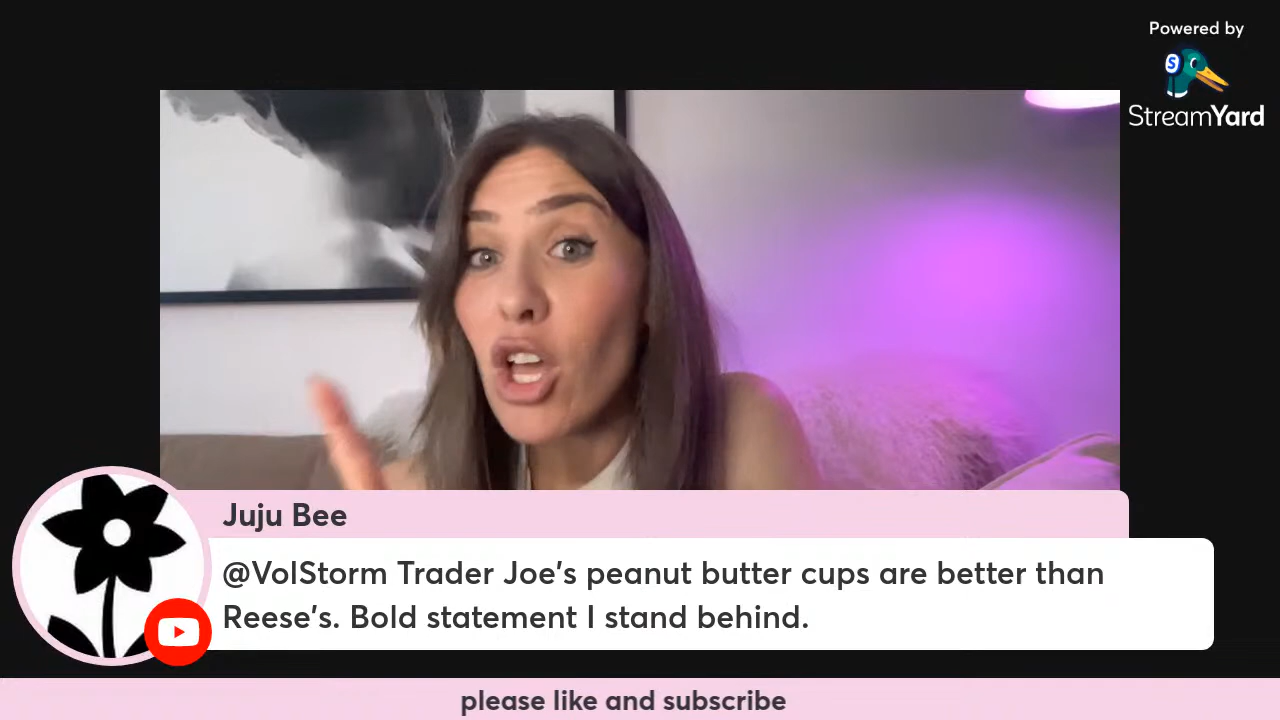 Powered by
StreamYard
Juju Bee
@VolStorm Trader Joe's peanut butter cups are better than
Reese's. Bold statement I stand behind.
please like and subscribe